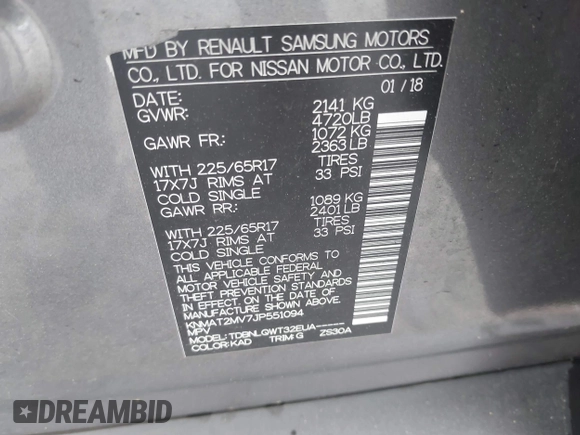 MFD BY RENAULT SAMSUNG MOTORS
CO., LTD. FOR NISSAN MOTOR CO., LTD.
DATE: 01 / 18
GVWR: 2141 KG
4720LB
GAWR FR: 1072 KG
2363 LB
WITH 225/65R17 TIRES
17X7J RIMS AT 33 PSI
COLD SINGLE
GAWR RR: 1089 KG
2401 LB
WITH 225/65R17 TIRES
17X7J RIMS AT 33 PSI
COLD SINGLE
THIS VEHICLE CONFORMS TO
ALL APPLICABLE FEDERAL
MOTOR VEHICLE SAFETY AND
THEFT PREVENTION STANDARDS
IN EFFECT ON THE DATE OF
MANUFACTURE SHOWN ABOVE.
KNMAT2MV7JP551094
MPV
MODEL: TDBNLQWT32EUA-----
COLOR: KAD TRIM: G ZS30A
DREAMBID